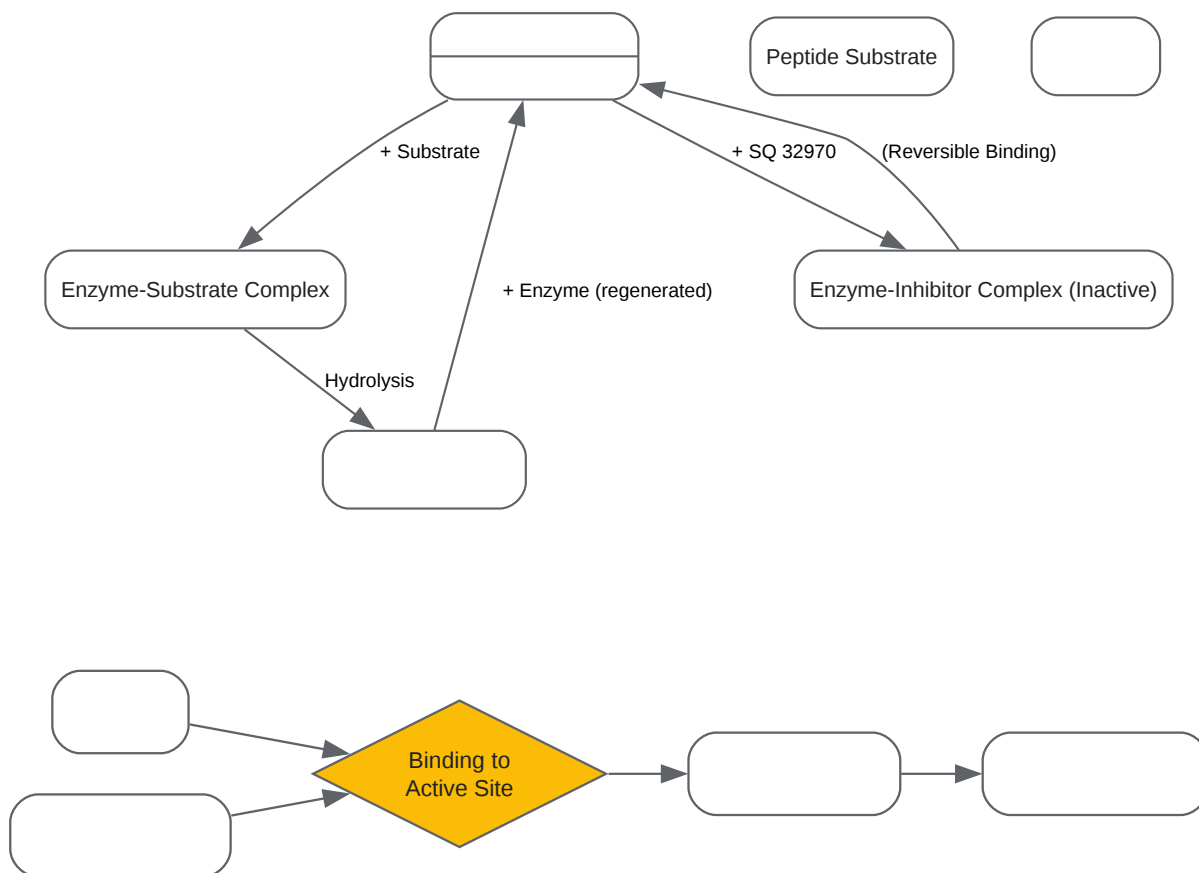 Peptide Substrate
+ Substrate
+ SQ 32970
(Reversible Binding)
Enzyme-Substrate Complex
+ Enzyme (regenerated)
Enzyme-Inhibitor Complex (Inactive)
Hydrolysis
Binding to
Active Site